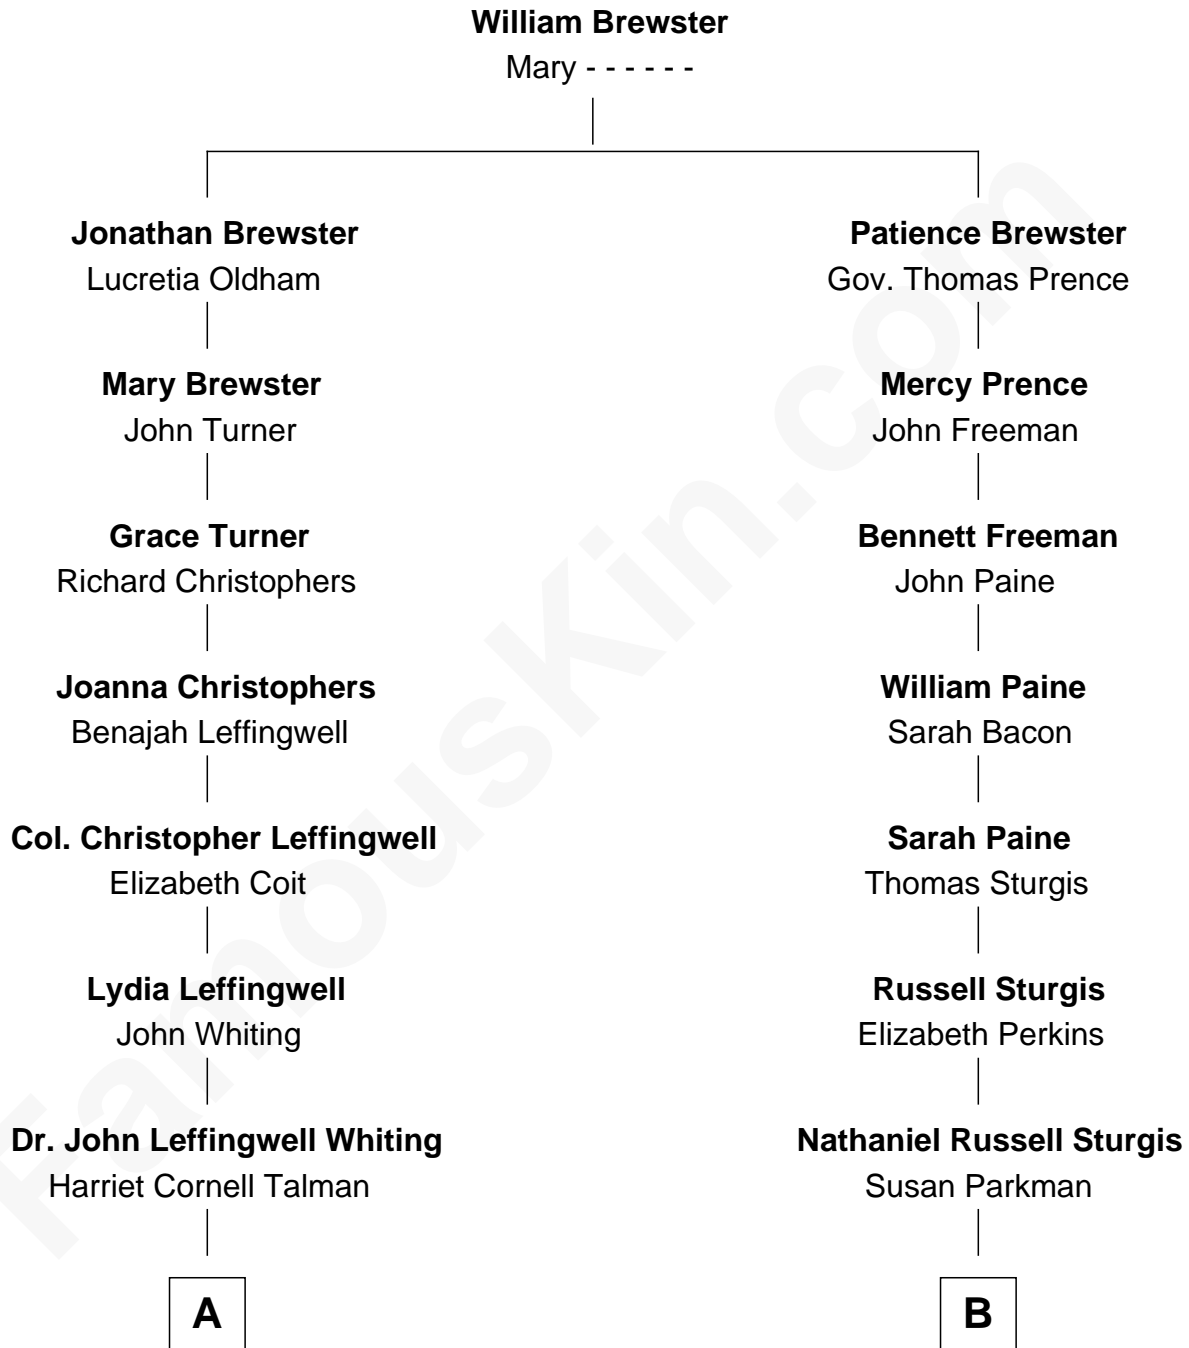 William Brewster
Mary - - - - - -
Jonathan Brewster
Lucretia Oldham
Patience Brewster
Gov. Thomas Prence
Mary Brewster
John Turner
Mercy Prence
John Freeman
Grace Turner
Richard Christophers
Bennett Freeman
John Paine
Joanna Christophers
Benajah Leffingwell
William Paine
Sarah Bacon
Col. Christopher Leffingwell
Elizabeth Coit
Sarah Paine
Thomas Sturgis
Lydia Leffingwell
John Whiting
Russell Sturgis
Elizabeth Perkins
Dr. John Leffingwell Whiting
Harriet Cornell Talman
Nathaniel Russell Sturgis
Susan Parkman
A
B
FamousKin.com